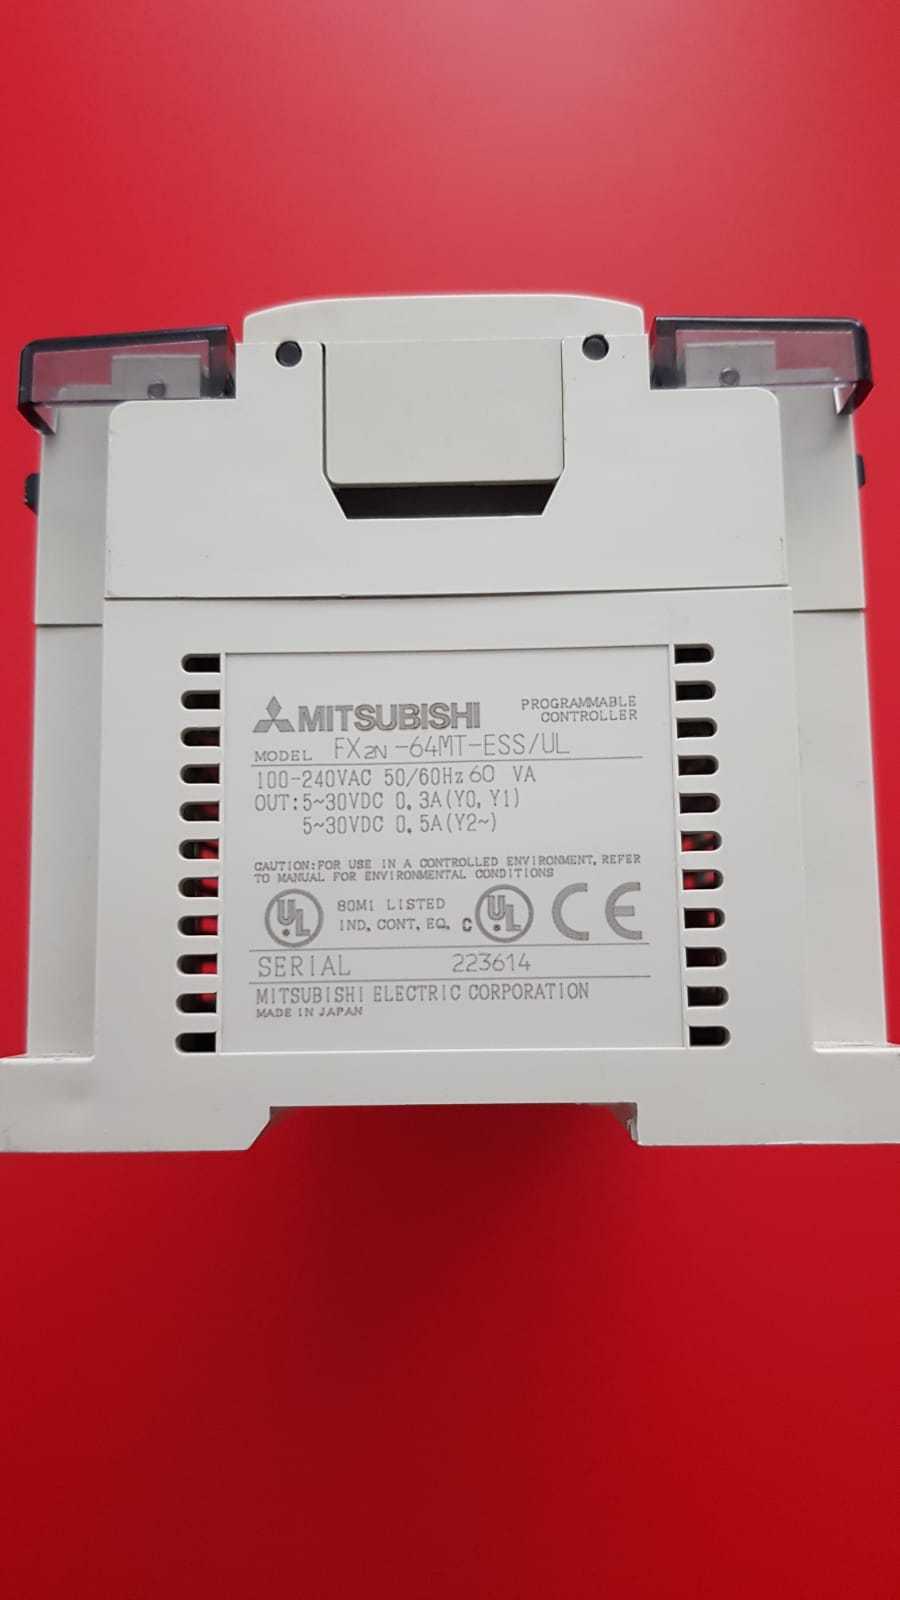 MITSUBISHI
PROGRAMMABLE
CONTROLLER
MODEL FX2N-64MT-ESS/UL
100-240VAC 50/60Hz 60 VA
OUT:5~30VDC 0.3A(Y0,Y1)
5~30VDC 0.5A(Y2~)
CAUTION:FOR USE IN A CONTROLLED ENVIRONMENT, REFER
TO MANUAL FOR ENVIRONMENTAL CONDITIONS
UL 80M1 LISTED
IND. CONT. EQ. C UL CE
SERIAL 223614
MITSUBISHI ELECTRIC CORPORATION
MADE IN JAPAN